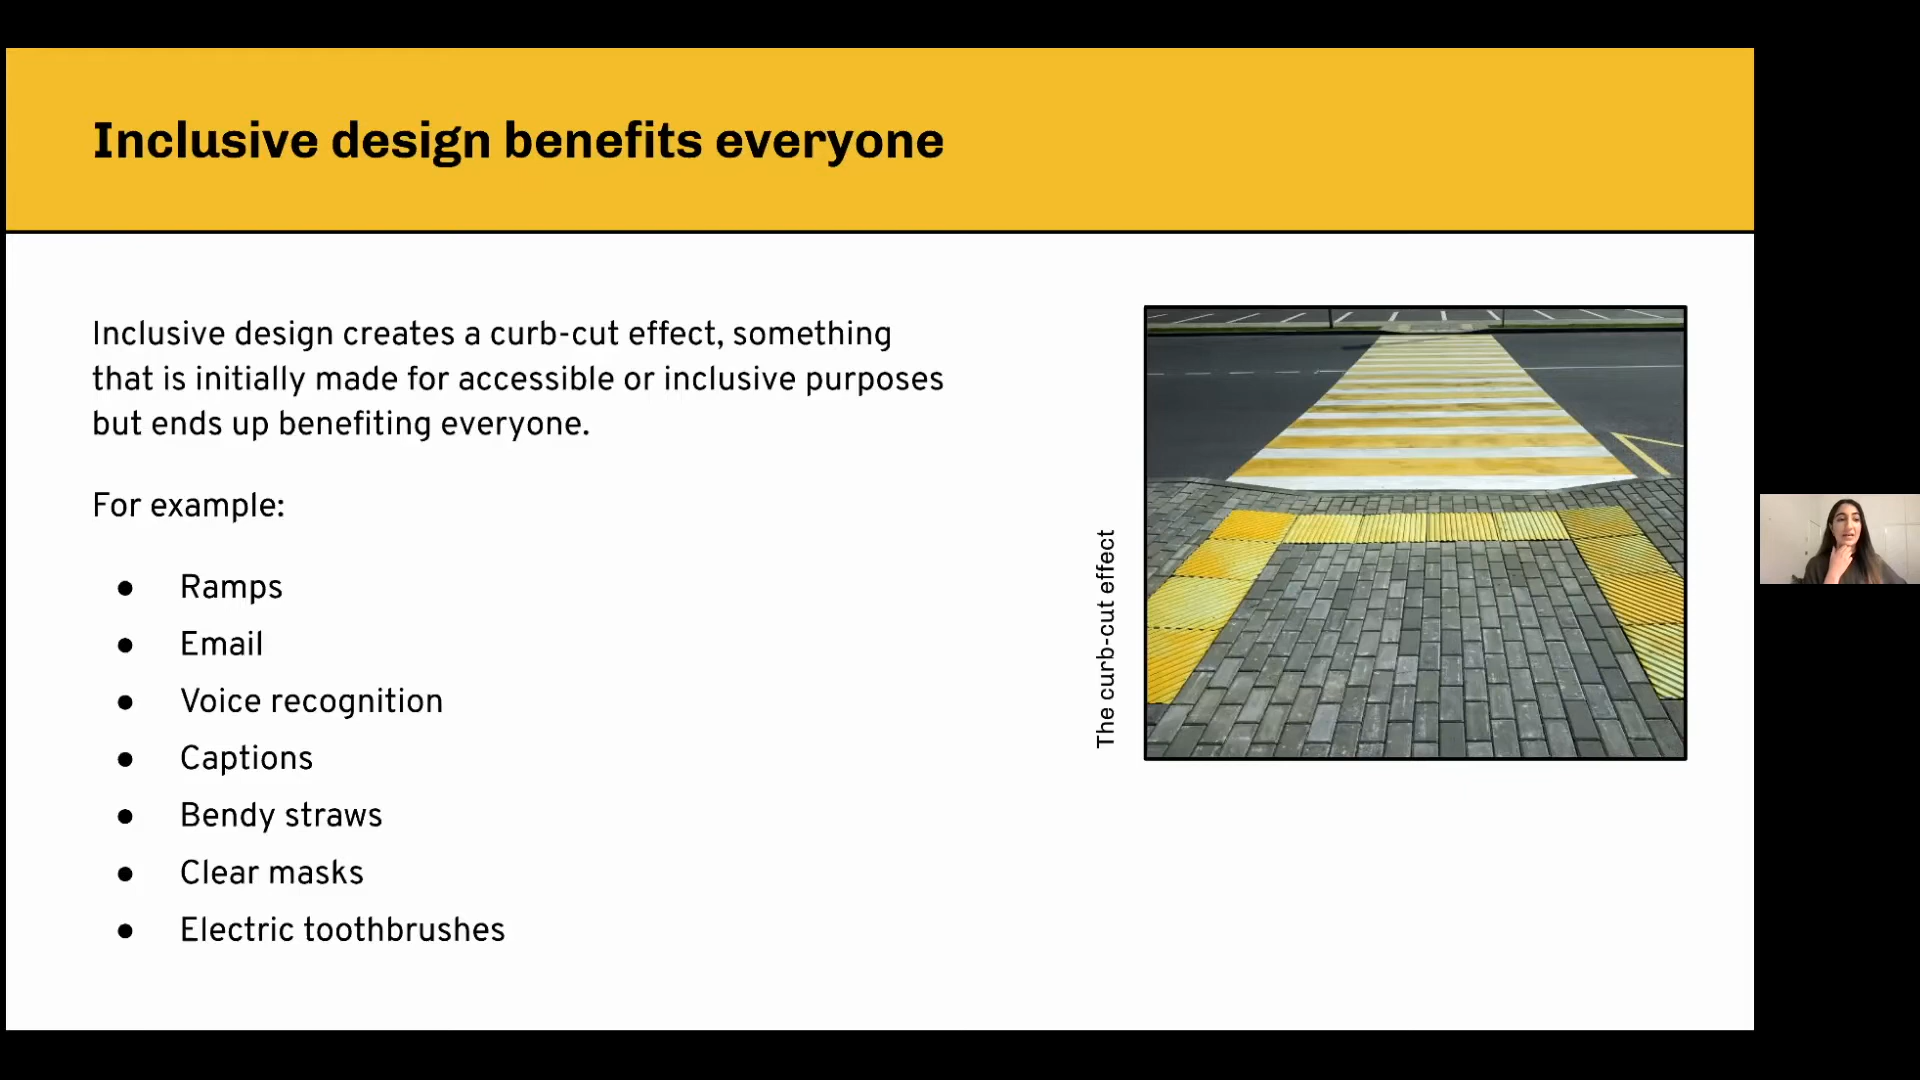 Inclusive design benefits everyone
Inclusive design creates a curb-cut effect, something
that is initially made for accessible or inclusive purposes
but ends up benefiting everyone.
For example:
● Ramps
● Email
● Voice recognition
● Captions
● Bendy straws
● Clear masks
● Electric toothbrushes
The curb-cut effect